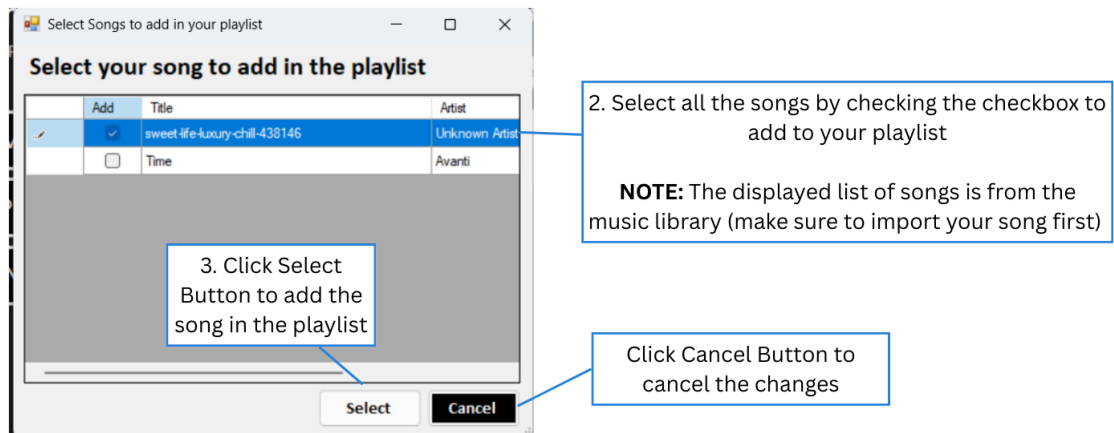 Select Songs to add in your playlist
Select your song to add in the playlist
Add Title Artist
sweet-life-luxury-chill-438146 Unknown Artist
Time Avanti
2. Select all the songs by checking the checkbox to
add to your playlist
NOTE: The displayed list of songs is from the
music library (make sure to import your song first)
3. Click Select
Button to add the
song in the playlist
Click Cancel Button to
cancel the changes
Select Cancel